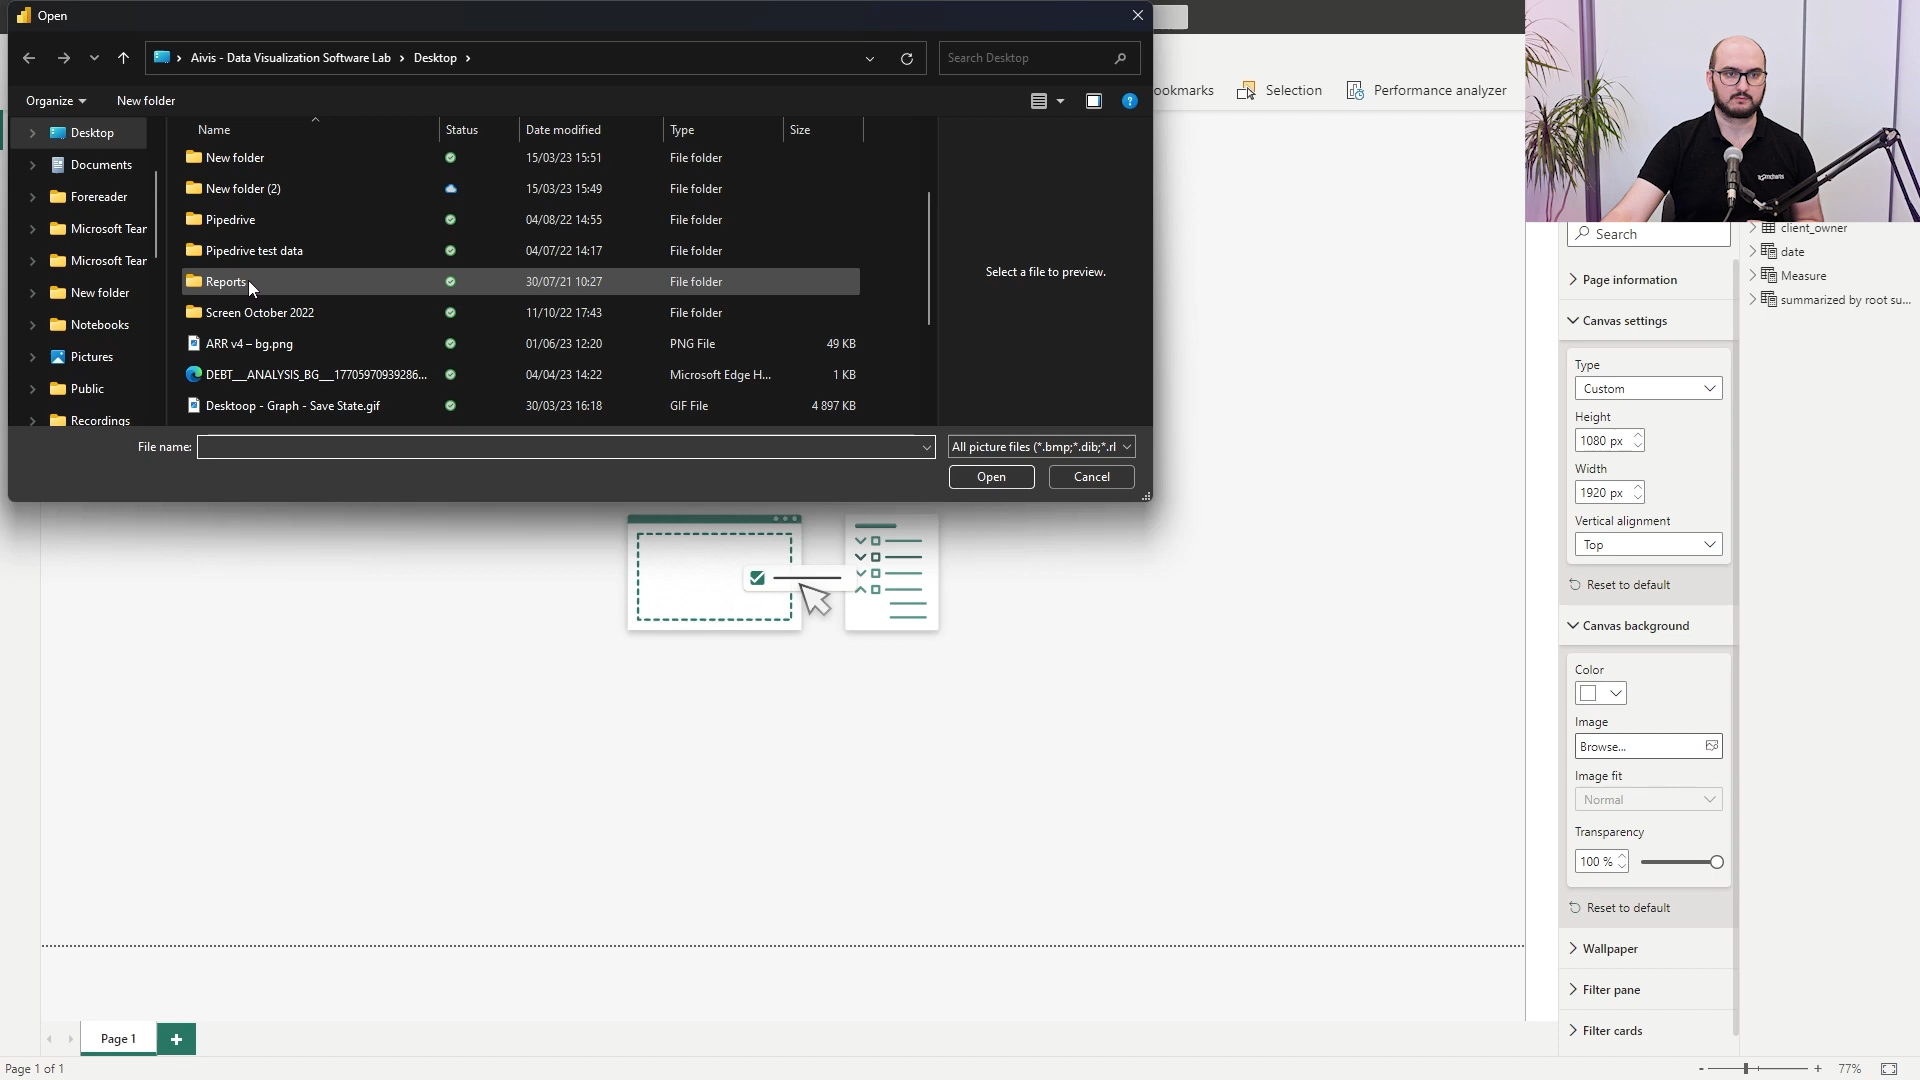 Open
Aivis - Data Visualization Software Lab
Desktop
Search Desktop
Organize
New folder
Name
Status
Date modified
Type
Size
Desktop
Documents
Forereader
Microsoft Tear
Microsoft Tear
New folder
Notebooks
Pictures
Public
Recordings
New folder 15/03/23 15:51 File folder
New folder (2) 15/03/23 15:49 File folder
Pipedrive 04/08/22 14:55 File folder
Pipedrive test data 04/07/22 14:17 File folder
Reports 30/07/21 10:27 File folder
Screen October 2022 11/10/22 17:43 File folder
ARR v4 – bg.png 01/06/23 12:20 PNG File 49 KB
DEBT__ANALYSIS_BG__17705970939286... 04/04/23 14:22 Microsoft Edge H... 1 KB
Desktoop - Graph - Save State.gif 30/03/23 16:18 GIF File 4 897 KB
Select a file to preview.
File name:
All picture files (*.bmp;*.dib;*.rl
Open
Cancel
ookmarks
Selection
Performance analyzer
Search
Page information
Canvas settings
Type
Custom
Height
1080 px
Width
1920 px
Vertical alignment
Top
Reset to default
Canvas background
Color
Image
Browse...
Image fit
Normal
Transparency
100 %
Reset to default
Wallpaper
Filter pane
Filter cards
client_owner
date
Measure
summarized by root su...
Page 1
+
Page 1 of 1
- + 77%